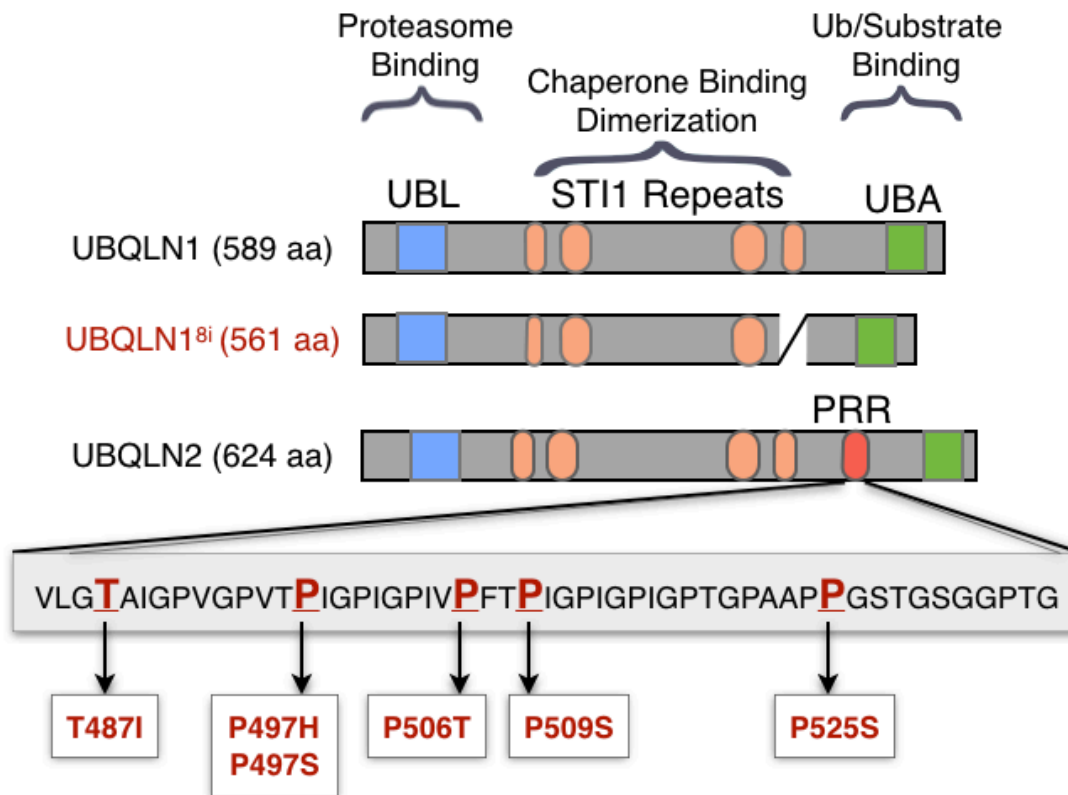 Proteasome
Binding
Chaperone Binding
Dimerization
Ub/Substrate
Binding
UBL
STI1 Repeats
UBA
UBQLN1 (589 aa)
UBQLN1⁸ⁱ (561 aa)
PRR
UBQLN2 (624 aa)
VLGTAIGPVGPVTPIGPIGPIVPFTPIGPIGPIGPTGPAAPPGSTGSGGPTG
T487I
P497H
P497S
P506T
P509S
P525S